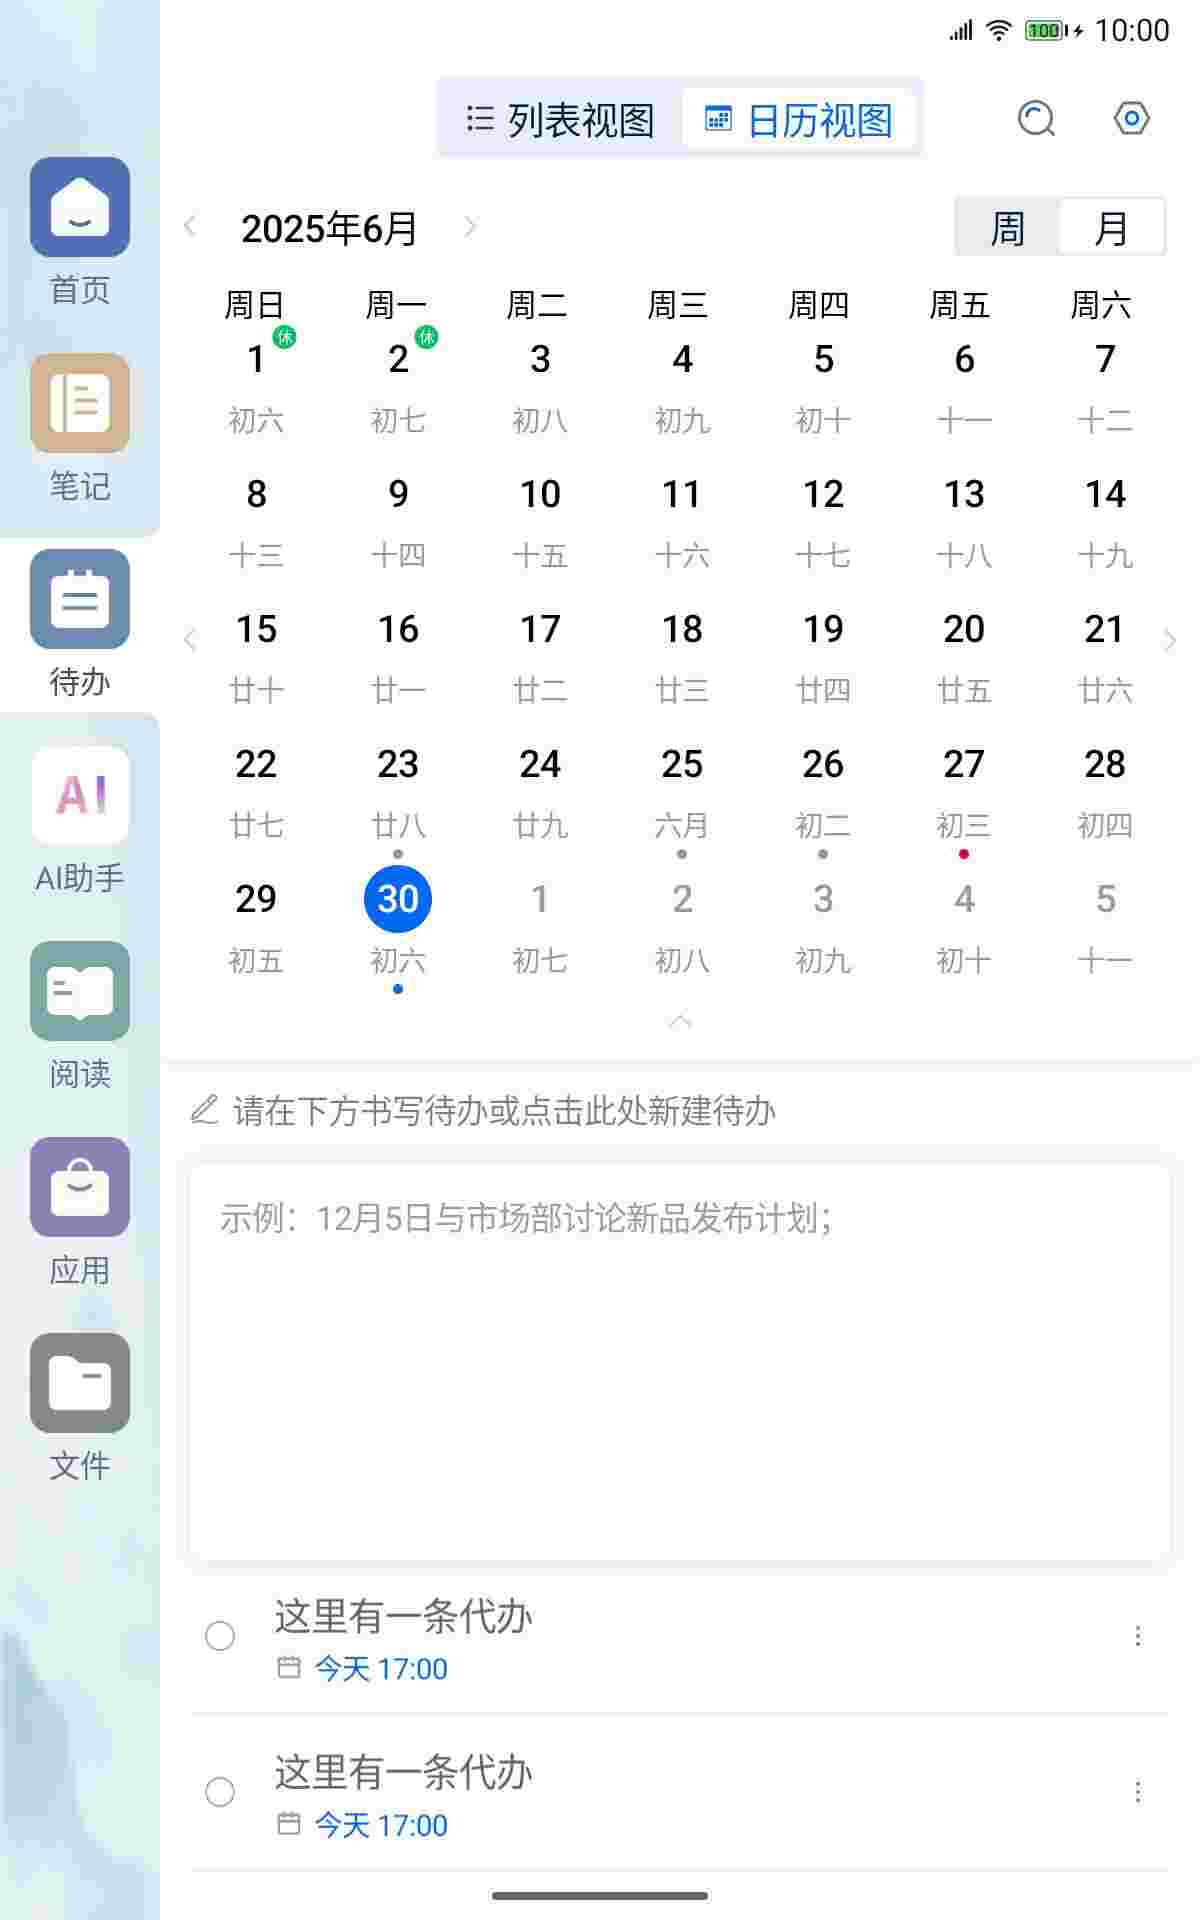 100 10:00
列表视图 日历视图
2025年6月 周 月
周日 周一 周二 周三 周四 周五 周六
休 休
1 2 3 4 5 6 7
初六 初七 初八 初九 初十 十一 十二
8 9 10 11 12 13 14
十三 十四 十五 十六 十七 十八 十九
15 16 17 18 19 20 21
廿十 廿一 廿二 廿三 廿四 廿五 廿六
22 23 24 25 26 27 28
廿七 廿八 廿九 六月 初二 初三 初四
29 30 1 2 3 4 5
初五 初六 初七 初八 初九 初十 十一
请在下方书写待办或点击此处新建待办
示例：12月5日与市场部讨论新品发布计划；
这里有一条代办
今天 17:00
这里有一条代办
今天 17:00
首页
笔记
待办
AI
AI助手
阅读
应用
文件